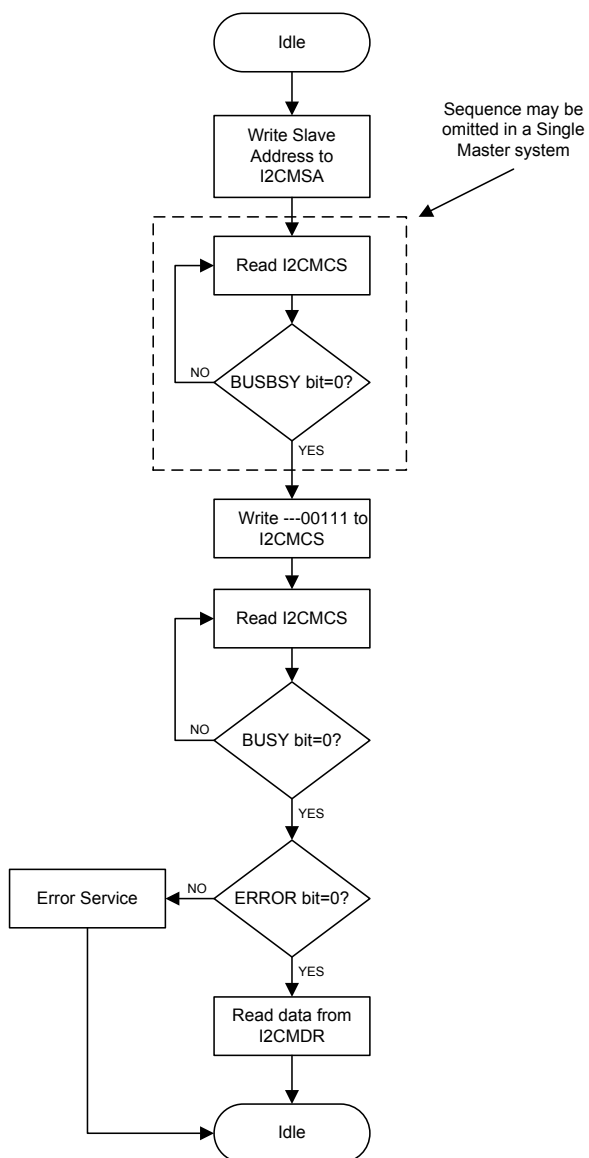 Idle
Write Slave
Address to
I2CMSA
Sequence may be
omitted in a Single
Master system
Read I2CMCS
BUSBSY bit=0?
NO
YES
Write ---00111 to
I2CMCS
Read I2CMCS
BUSY bit=0?
NO
YES
ERROR bit=0?
NO
Error Service
YES
Read data from
I2CMDR
Idle